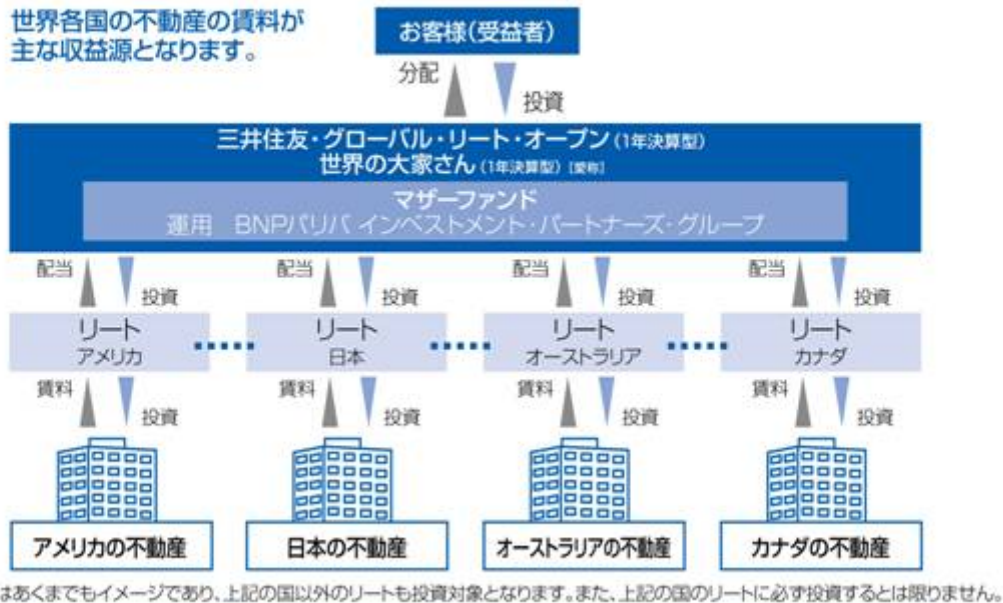 世界各国の不動産の賃料が
主な収益源となります。
お客様(受益者)
分配
投資
三井住友・グローバル・リート・オープン(1年決算型)
世界の大家さん(1年決算型)[愛称]
マザーファンド
運用 BNPパリバ インベストメント・パートナーズ・グループ
配当 投資 配当 投資 配当 投資 配当 投資
リート リート リート リート
アメリカ 日本 オーストラリア カナダ
賃料 投資 賃料 投資 賃料 投資 賃料 投資
アメリカの不動産 日本の不動産 オーストラリアの不動産 カナダの不動産
はあくまでもイメージであり、上記の国以外のリートも投資対象となります。また、上記の国のリートに必ず投資するとは限りません。